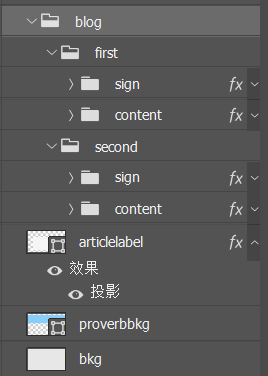 blog
first
sign fx
content fx
second
sign fx
content fx
articlelabel fx
效果
投影
proverbbkg
bkg